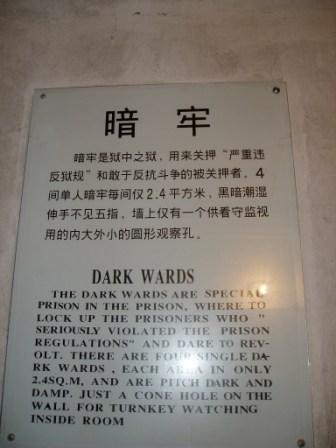 暗牢
暗牢是狱中之狱，用来关押“严重违
反狱规”和敢于反抗斗争的被关押者。4
间单人暗牢每间仅2.4平方米，黑暗潮湿
伸手不见五指，墙上仅有一个供看守监视
用的内大外小的圆形观察孔。
DARK WARDS
THE DARK WARDS ARE SPECIAL
PRISON IN THE PRISON, WHERE TO
LOCK UP THE PRISONERS WHO "
SERIOUSLY VIOLATED THE PRISON
REGULATIONS" AND DARE TO REV-
OLT. THERE ARE FOUR SINGLE DA-
RK WARDS , EACH AREA IN ONLY
2.4SQ.M, AND ARE PITCH DARK AND
DAMP. JUST A CONE HOLE ON THE
WALL FOR TURNKEY WATCHING
INSIDE ROOM